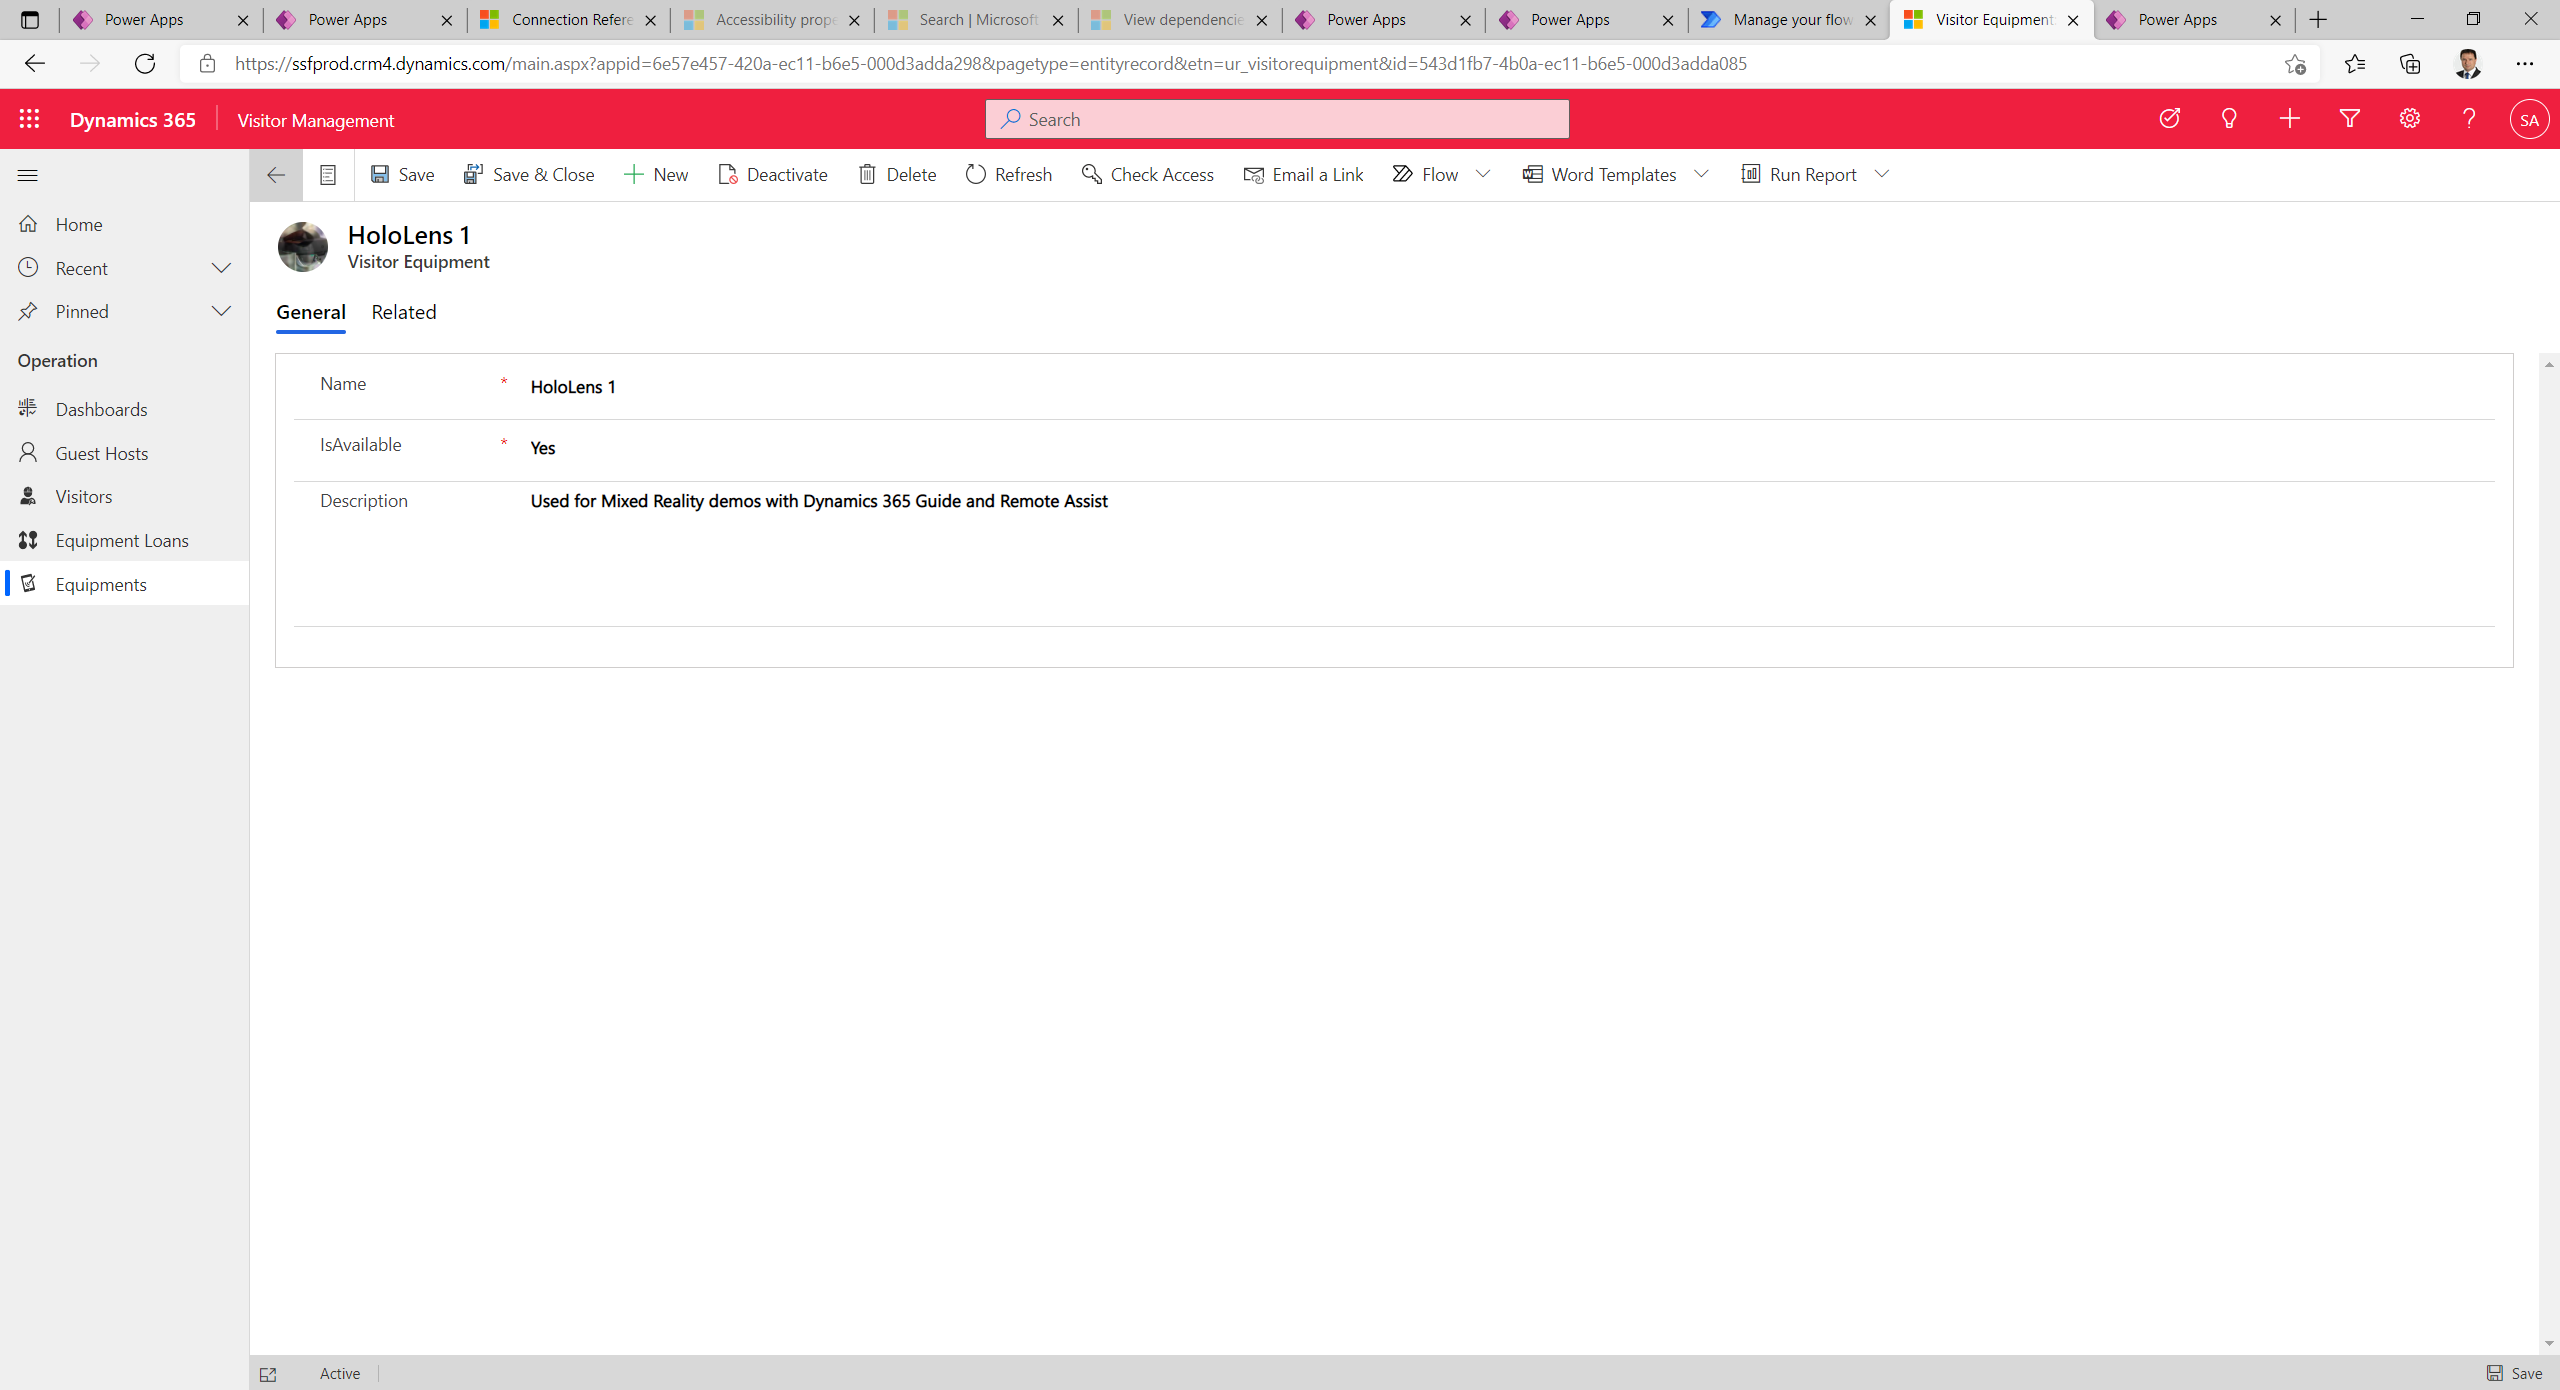 Power Apps
Power Apps
Connection Refere
Accessibility prope
Search | Microsoft
View dependencie
Power Apps
Power Apps
Manage your flow
Visitor Equipment
Power Apps
https://ssfprod.crm4.dynamics.com/main.aspx?appid=6e57e457-420a-ec11-b6e5-000d3adda298&pagetype=entityrecord&etn=ur_visitorequipment&id=543d1fb7-4b0a-ec11-b6e5-000d3adda085
Dynamics 365
Visitor Management
Search
SA
Save
Save & Close
New
Deactivate
Delete
Refresh
Check Access
Email a Link
Flow
Word Templates
Run Report
Home
Recent
Pinned
Operation
Dashboards
Guest Hosts
Visitors
Equipment Loans
Equipments
HoloLens 1
Visitor Equipment
General
Related
Name * HoloLens 1
IsAvailable * Yes
Description Used for Mixed Reality demos with Dynamics 365 Guide and Remote Assist
Active
Save